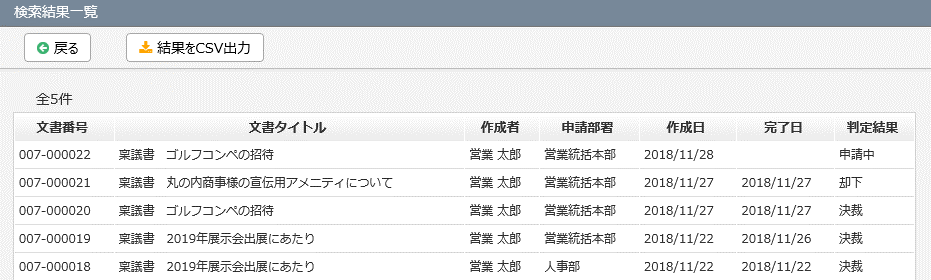 検索結果一覧
戻る 結果をCSV出力
全5件
文書番号 文書タイトル 作成者 申請部署 作成日 完了日 判定結果
007-000022 稟議書 ゴルフコンペの招待 営業 太郎 営業統括本部 2018/11/28 申請中
007-000021 稟議書 丸の内商事様の宣伝用アメニティについて 営業 太郎 営業統括本部 2018/11/27 2018/11/27 却下
007-000020 稟議書 ゴルフコンペの招待 営業 太郎 営業統括本部 2018/11/27 2018/11/27 決裁
007-000019 稟議書 2019年展示会出展にあたり 営業 太郎 営業統括本部 2018/11/22 2018/11/26 決裁
007-000018 稟議書 2019年展示会出展にあたり 営業 太郎 人事部 2018/11/22 2018/11/22 決裁